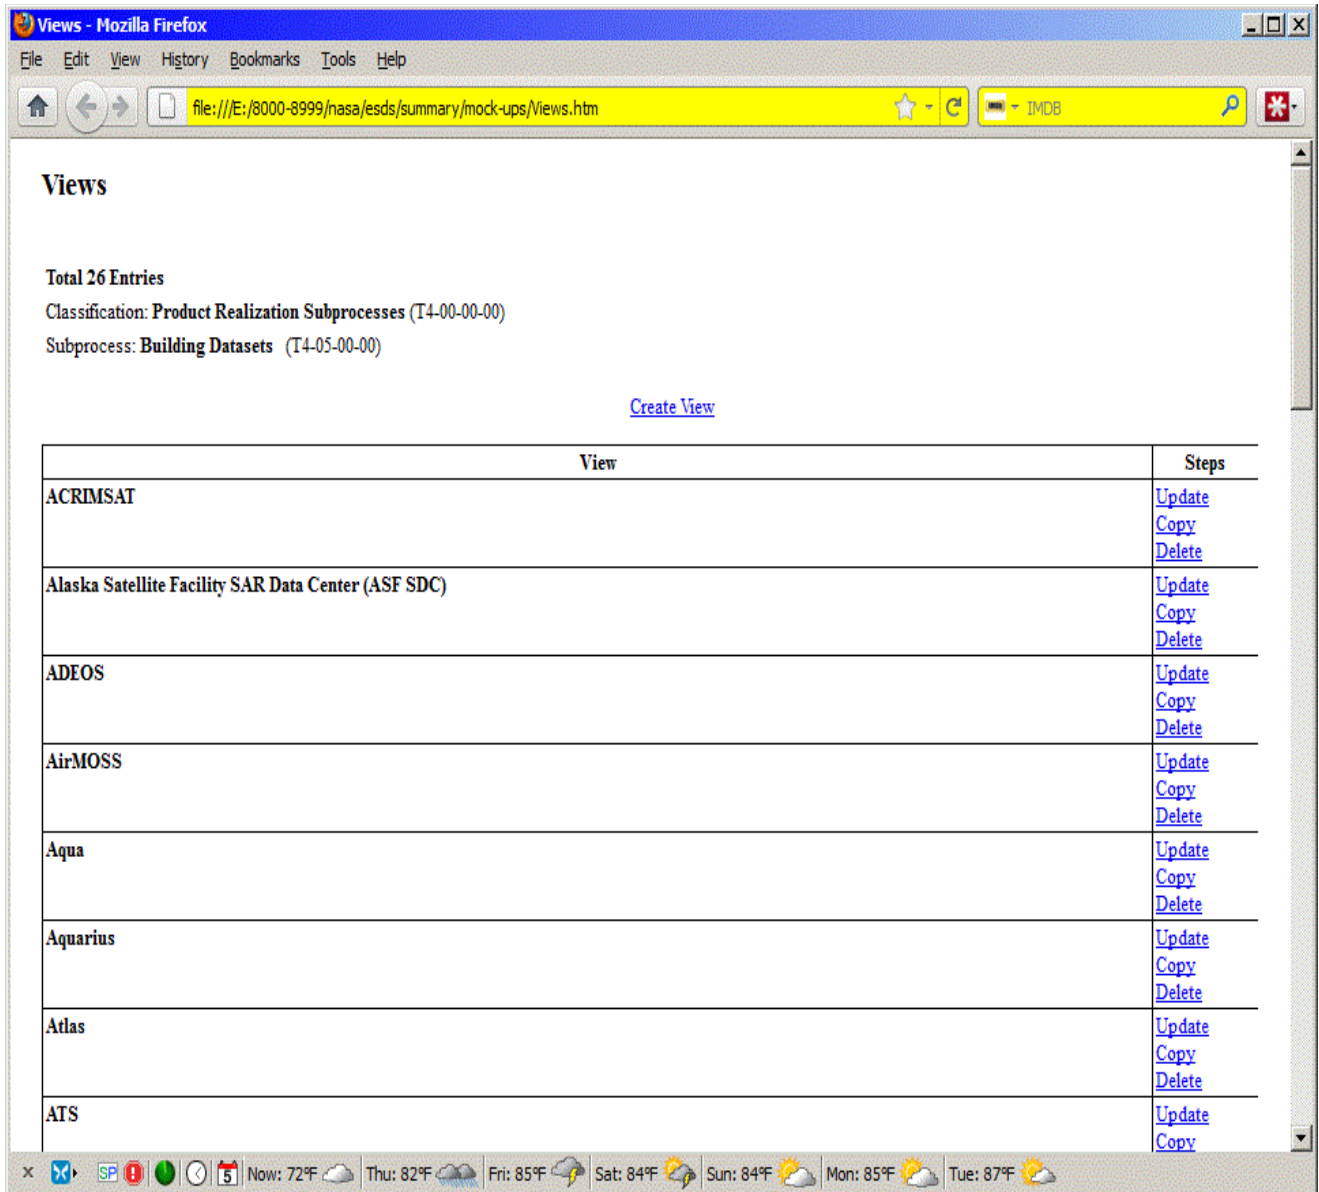 Views - Mozilla Firefox
File Edit View History Bookmarks Tools Help
file:///E:/8000-8999/nasa/esds/summary/mock-ups/Views.htm IMDB
Views
Total 26 Entries
Classification: Product Realization Subprocesses (T4-00-00-00)
Subprocess: Building Datasets (T4-05-00-00)
Create View
View Steps
ACRIMSAT Update
Copy
Delete
Alaska Satellite Facility SAR Data Center (ASF SDC) Update
Copy
Delete
ADEOS Update
Copy
Delete
AirMOSS Update
Copy
Delete
Aqua Update
Copy
Delete
Aquarius Update
Copy
Delete
Atlas Update
Copy
Delete
ATS Update
Copy
x SP 5 Now: 72°F Thu: 82°F Fri: 85°F Sat: 84°F Sun: 84°F Mon: 85°F Tue: 87°F